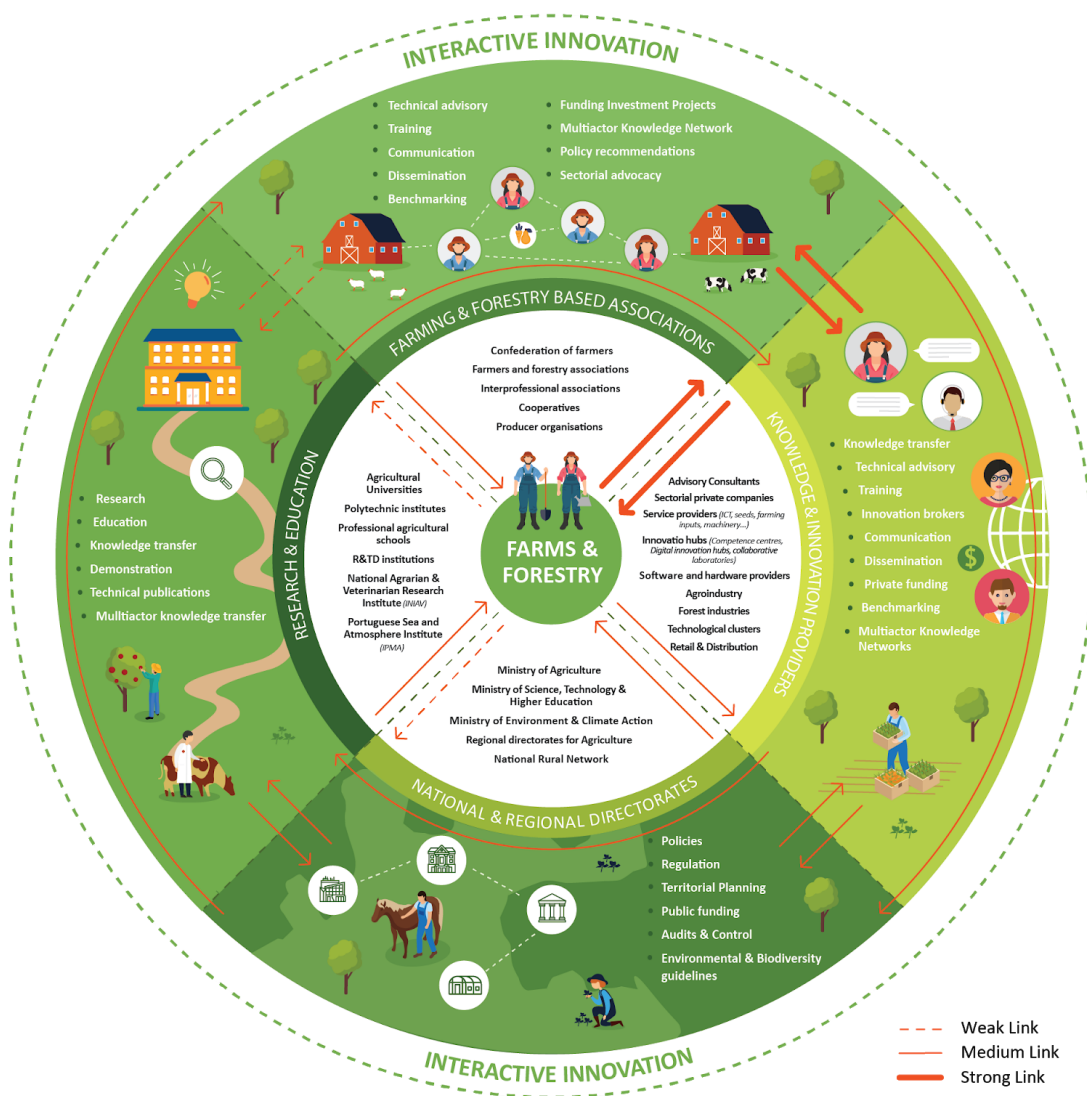 INTERACTIVE INNOVATION
Technical advisory
Training
Communication
Dissemination
Benchmarking
Funding Investment Projects
Multiactor Knowledge Network
Policy recommendations
Sectorial advocacy
FARMING & FORESTRY BASED ASSOCIATIONS
Confederation of farmers
Farmers and forestry associations
Interprofessional associations
Cooperatives
Producer organisations
RESEARCH & EDUCATION
Research
Education
Knowledge transfer
Demonstration
Technical publications
Mulltiactor knowledge transfer
Agricultural
Universities
Polytechnic institutes
Professional agricultural
schools
R&TD institutions
National Agrarian &
Veterinarian Research
Institute (INIAV)
Portuguese Sea and
Atmosphere Institute
(IPMA)
FARMS &
FORESTRY
Advisory Consultants
Sectorial private companies
Service providers (ICT, seeds, farming
inputs, machinery...)
Innovatio hubs (Competence centres,
Digital innovation hubs, collaborative
laboratories)
Software and hardware providers
Agroindustry
Forest industries
Technological clusters
Retail & Distribution
KNOWLEDGE & INNOVATION PROVIDERS
Knowledge transfer
Technical advisory
Training
Innovation brokers
Communication
Dissemination
Private funding
Benchmarking
Multiactor Knowledge
Networks
$
Ministry of Agriculture
Ministry of Science, Technology &
Higher Education
Ministry of Environment & Climate Action
Regional directorates for Agriculture
National Rural Network
NATIONAL & REGIONAL DIRECTORATES
Policies
Regulation
Territorial Planning
Public funding
Audits & Control
Environmental & Biodiversity
guidelines
INTERACTIVE INNOVATION
Weak Link
Medium Link
Strong Link